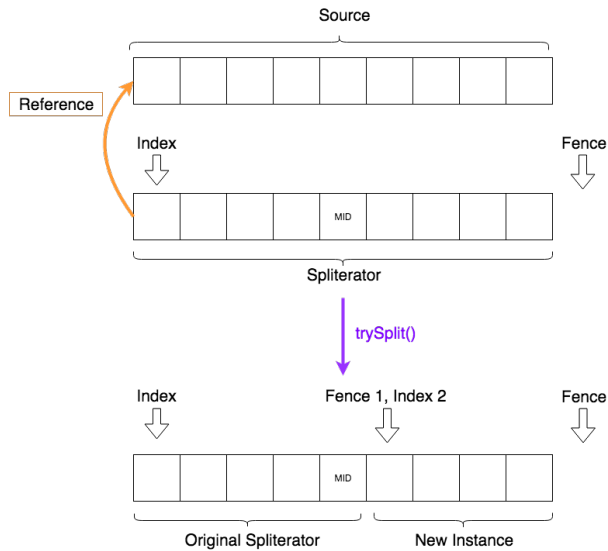 Source
Reference
Index
Fence
MID
Spliterator
trySplit()
Index
Fence 1, Index 2
Fence
MID
Original Spliterator
New Instance